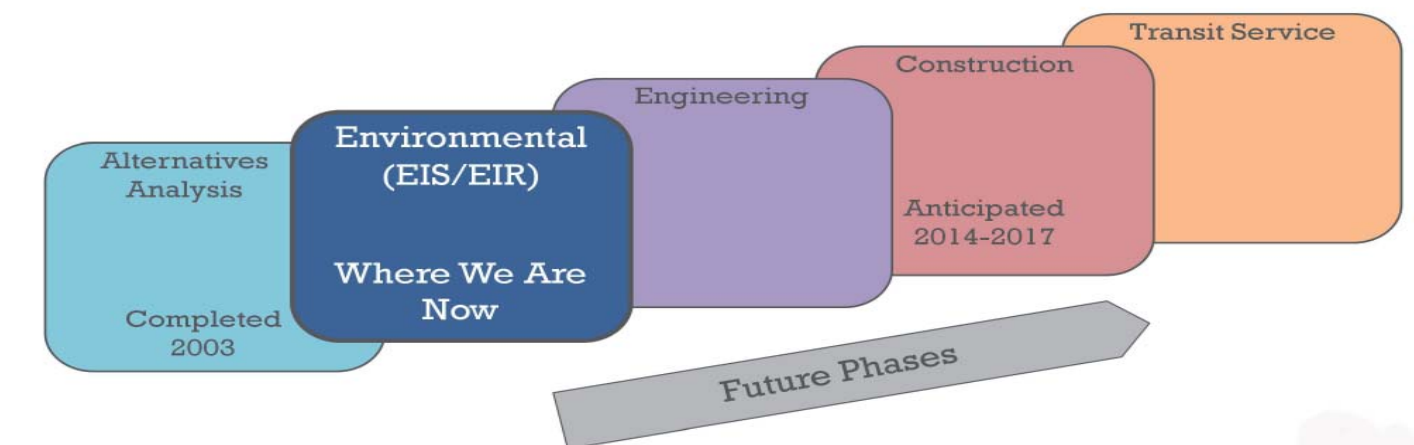 Alternatives
Analysis
Completed
2003
Environmental
(EIS/EIR)
Where We Are
Now
Engineering
Construction
Anticipated
2014-2017
Transit Service
Future Phases